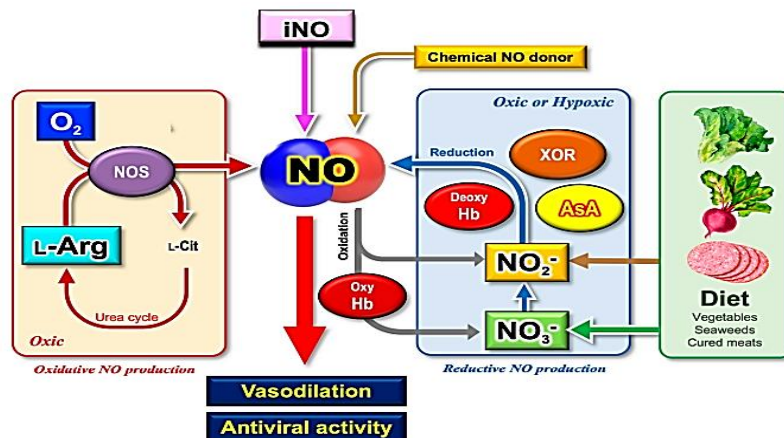 iNO
Chemical NO donor
Oxic or Hypoxic
O2
NOS
L-Arg
L-Cit
Urea cycle
Oxic
Oxidative NO production
NO
Oxidation
Oxy
Hb
Reduction
XOR
Deoxy
Hb
AsA
NO2-
NO3-
Reductive NO production
Diet
Vegetables
Seaweeds
Cured meats
Vasodilation
Antiviral activity